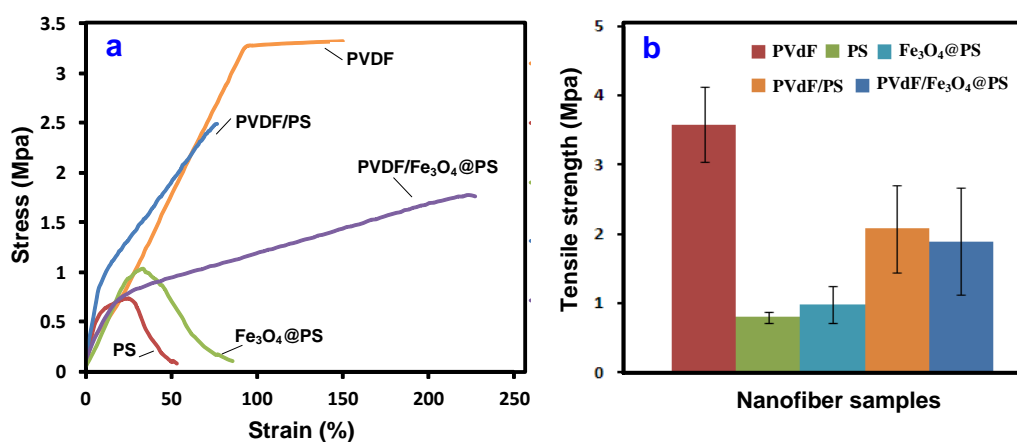 a
Stress (Mpa)
3.5
3
2.5
2
1.5
1
0.5
0
PVDF
PVDF/PS
PVDF/Fe₃O₄@PS
Fe₃O₄@PS
PS
0 50 100 150 200 250
Strain (%)
b
Tensile strength (Mpa)
5
4
3
2
1
0
PVdF PS Fe₃O₄@PS
PVdF/PS PVdF/Fe₃O₄@PS
Nanofiber samples